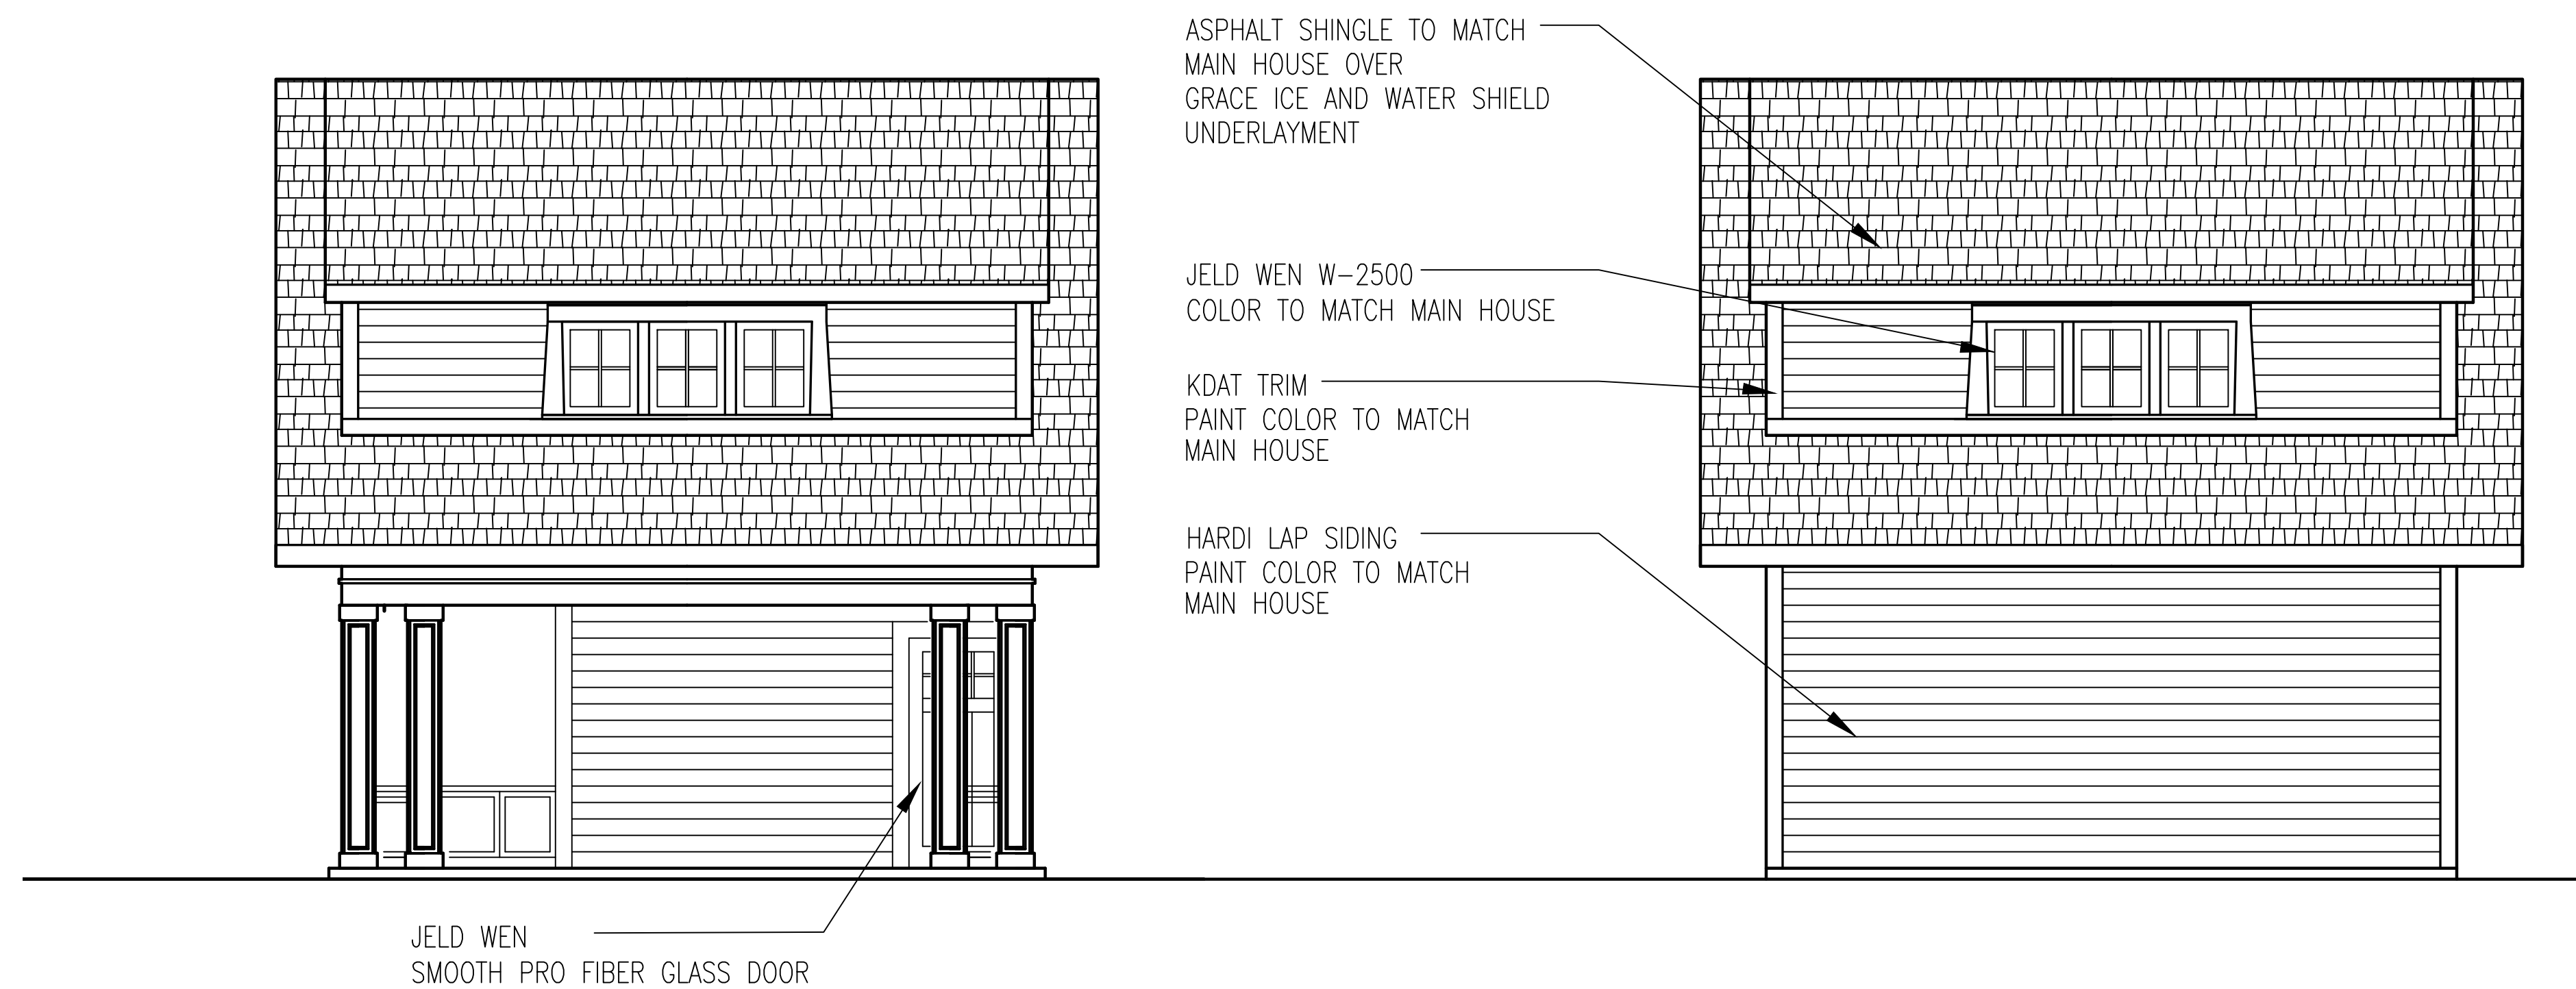 ASPHALT SHINGLE TO MATCH
MAIN HOUSE OVER
GRACE ICE AND WATER SHIELD
UNDERLAYMENT
JELD WEN W-2500
COLOR TO MATCH MAIN HOUSE
KDAT TRIM
PAINT COLOR TO MATCH
MAIN HOUSE
HARDI LAP SIDING
PAINT COLOR TO MATCH
MAIN HOUSE
JELD WEN
SMOOTH PRO FIBER GLASS DOOR